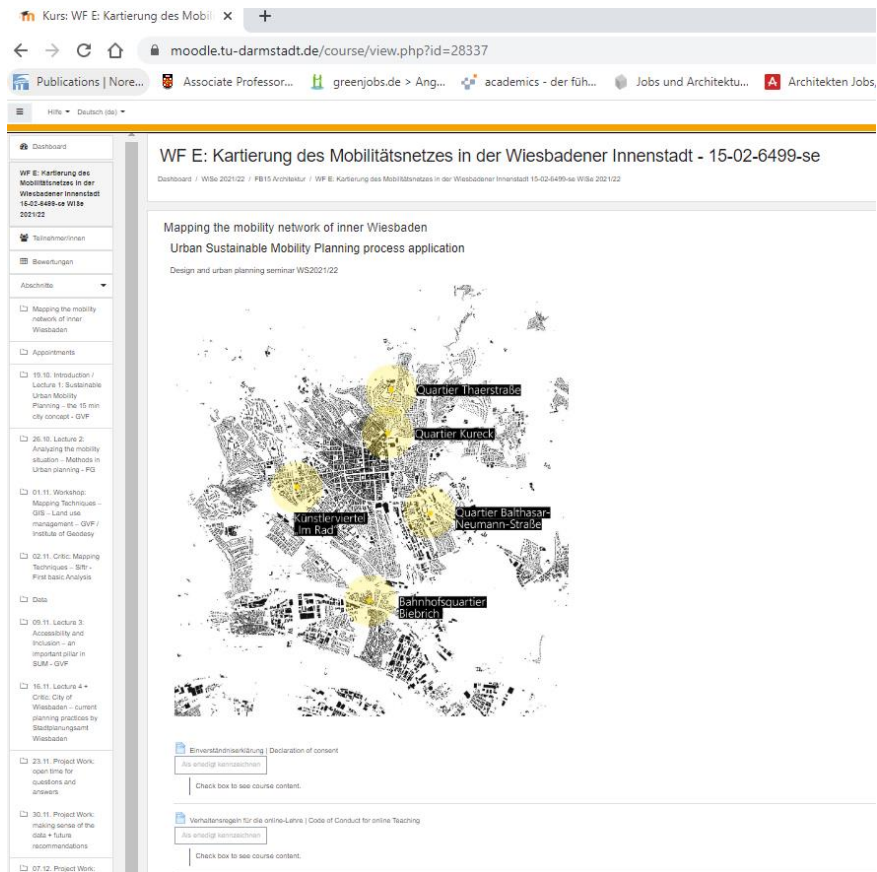 Kurs: WF E: Kartierung des Mobili
moodle.tu-darmstadt.de/course/view.php?id=28337
Publications | Nore...
Associate Professor...
greenjobs.de > Ang...
academics - der füh...
Jobs und Architektu...
Architekten Jobs,
Hilfe
Deutsch (de)
Dashboard
WF E: Kartierung des
Mobilitätsnetzes in der
Wiesbadener Innenstadt
15-02-6499-se WiSe
2021/22
Teilnehmer/innen
Bewertungen
Abschnitte
Mapping the mobility
network of inner
Wiesbaden
Appointments
19.10. Introduction /
Lecture 1: Sustainable
Urban Mobility
Planning – the 15 min
city concept - GVF
26.10. Lecture 2:
Analyzing the mobility
situation – Methods in
Urban planning - FG
01.11. Workshop:
Mapping Techniques –
GIS – Land use
management – GVF /
Institute of Geodesy
02.11. Critic: Mapping
Techniques – Siftr -
First basic Analysis
Data
09.11. Lecture 3:
Accessibility and
Inclusion – an
important pillar in
SUM - GVF
16.11. Lecture 4 +
Critic: City of
Wiesbaden – current
planning practices by
Stadtplanungsamt
Wiesbaden
23.11. Project Work:
open time for
questions and
answers
30.11. Project Work:
making sense of the
data + future
recommendations
07.12. Project Work:
WF E: Kartierung des Mobilitätsnetzes in der Wiesbadener Innenstadt - 15-02-6499-se
Dashboard / WiSe 2021/22 / FB15 Architektur / WF E: Kartierung des Mobilitätsnetzes in der Wiesbadener Innenstadt 15-02-6499-se WiSe 2021/22
Mapping the mobility network of inner Wiesbaden
Urban Sustainable Mobility Planning process application
Design and urban planning seminar WS2021/22
Quartier Thaerstraße
Quartier Kureck
Künstlerviertel
"Im Rad"
Quartier Balthasar-
Neumann-Straße
Bahnhofsquartier
Biebrich
Einverständniserklärung | Declaration of consent
Als erledigt kennzeichnen
Check box to see course content.
Verhaltensregeln für die online-Lehre | Code of Conduct for online Teaching
Als erledigt kennzeichnen
Check box to see course content.